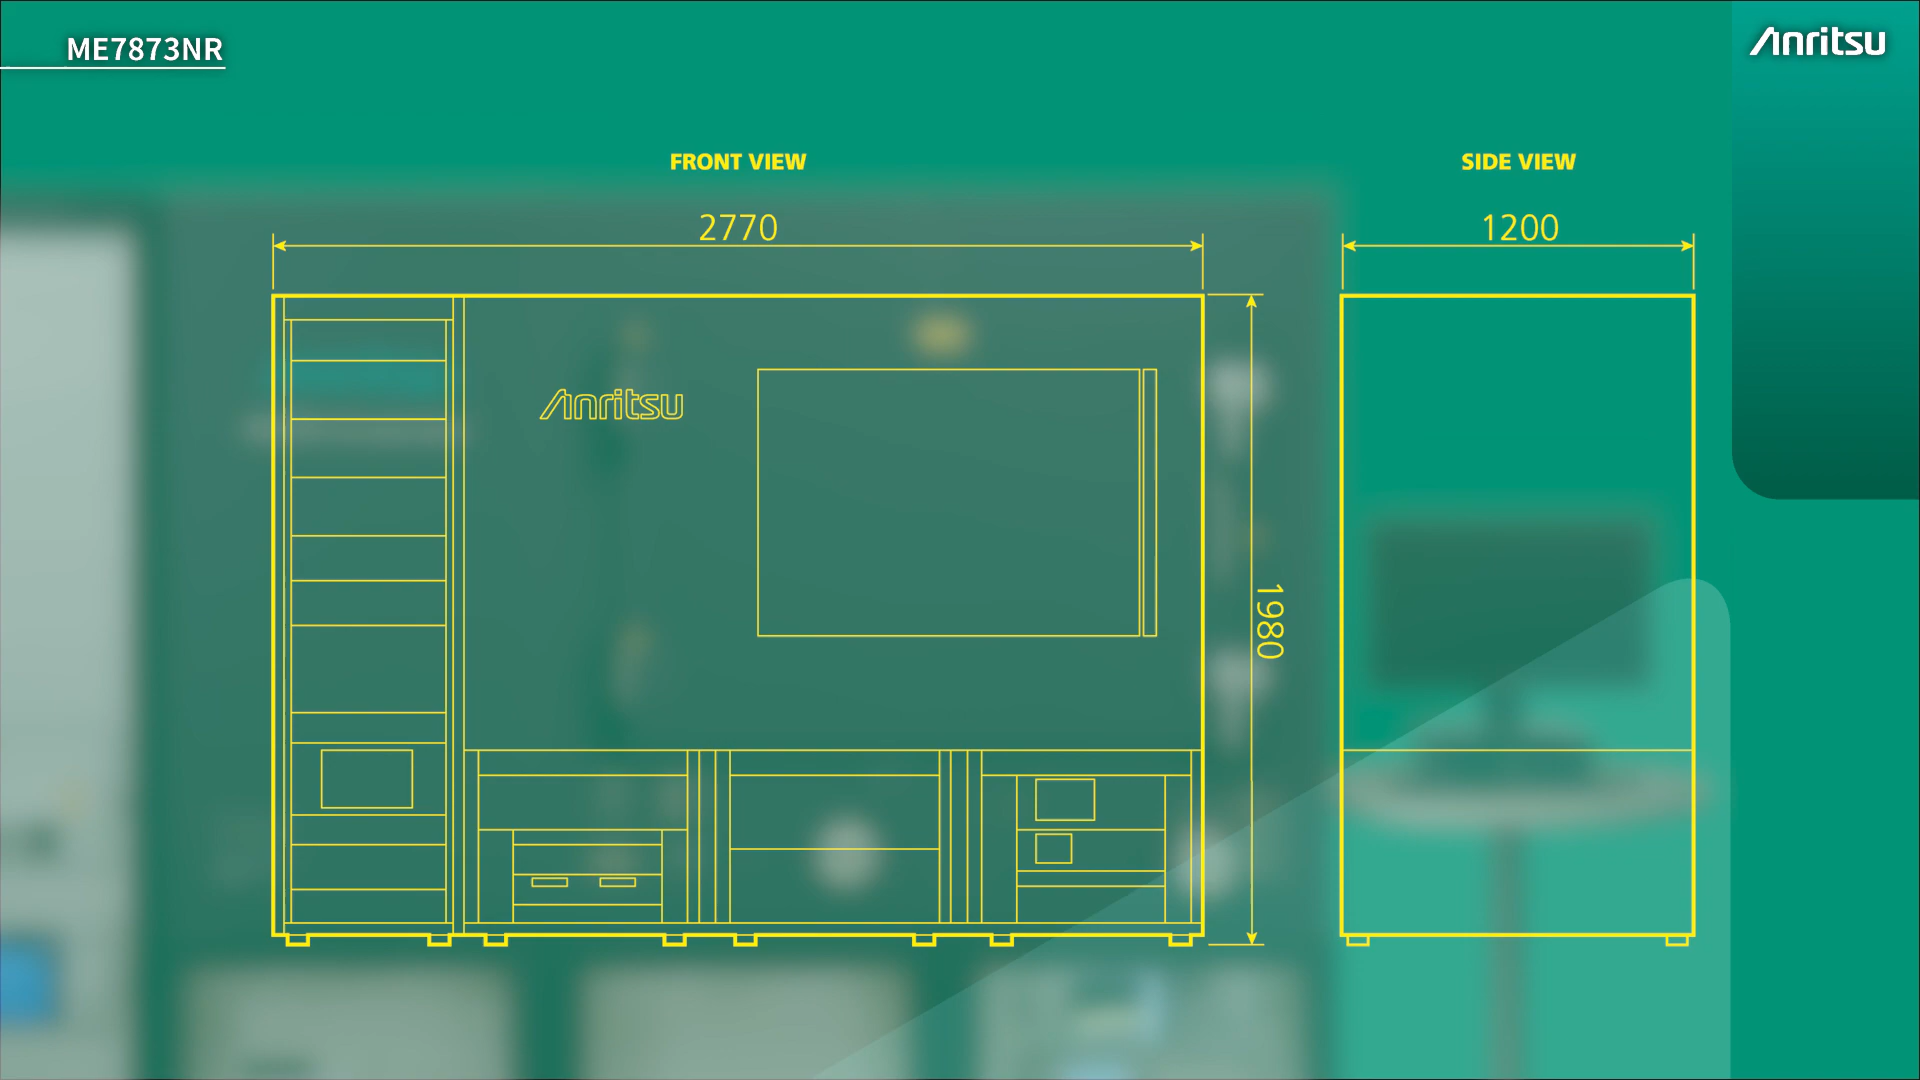 ME7873NR
Anritsu
FRONT VIEW
SIDE VIEW
2770
1200
Anritsu
1980